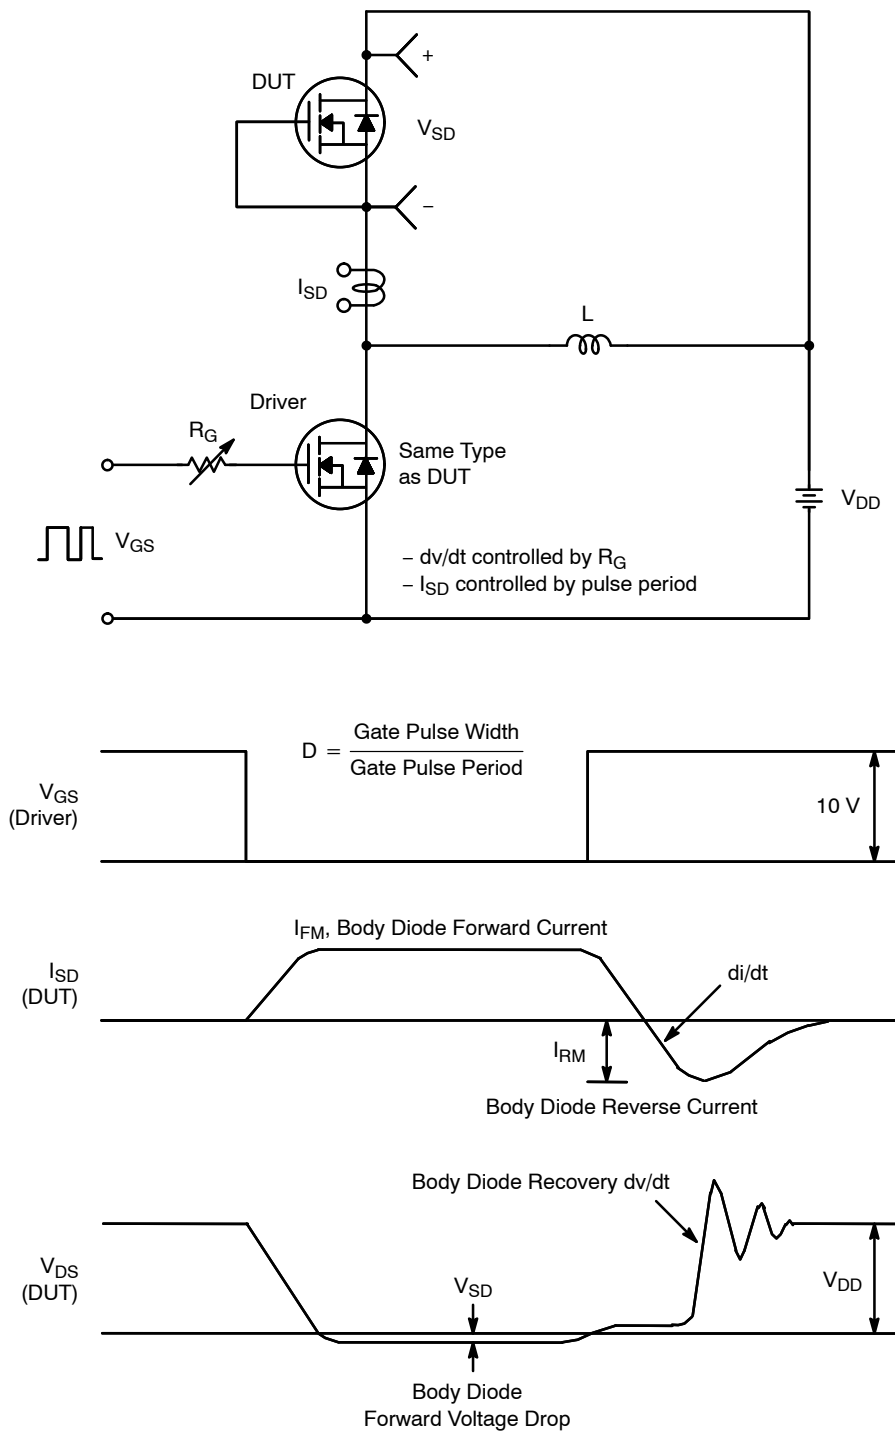 +
DUT
V_SD
−
I_SD
L
Driver
R_G
Same Type
as DUT
V_DD
V_GS
− dv/dt controlled by R_G
− I_SD controlled by pulse period
D = Gate Pulse Width
Gate Pulse Period
V_GS
(Driver)
10 V
I_FM, Body Diode Forward Current
I_SD
(DUT)
di/dt
I_RM
Body Diode Reverse Current
Body Diode Recovery dv/dt
V_DS
(DUT)
V_SD
V_DD
Body Diode
Forward Voltage Drop